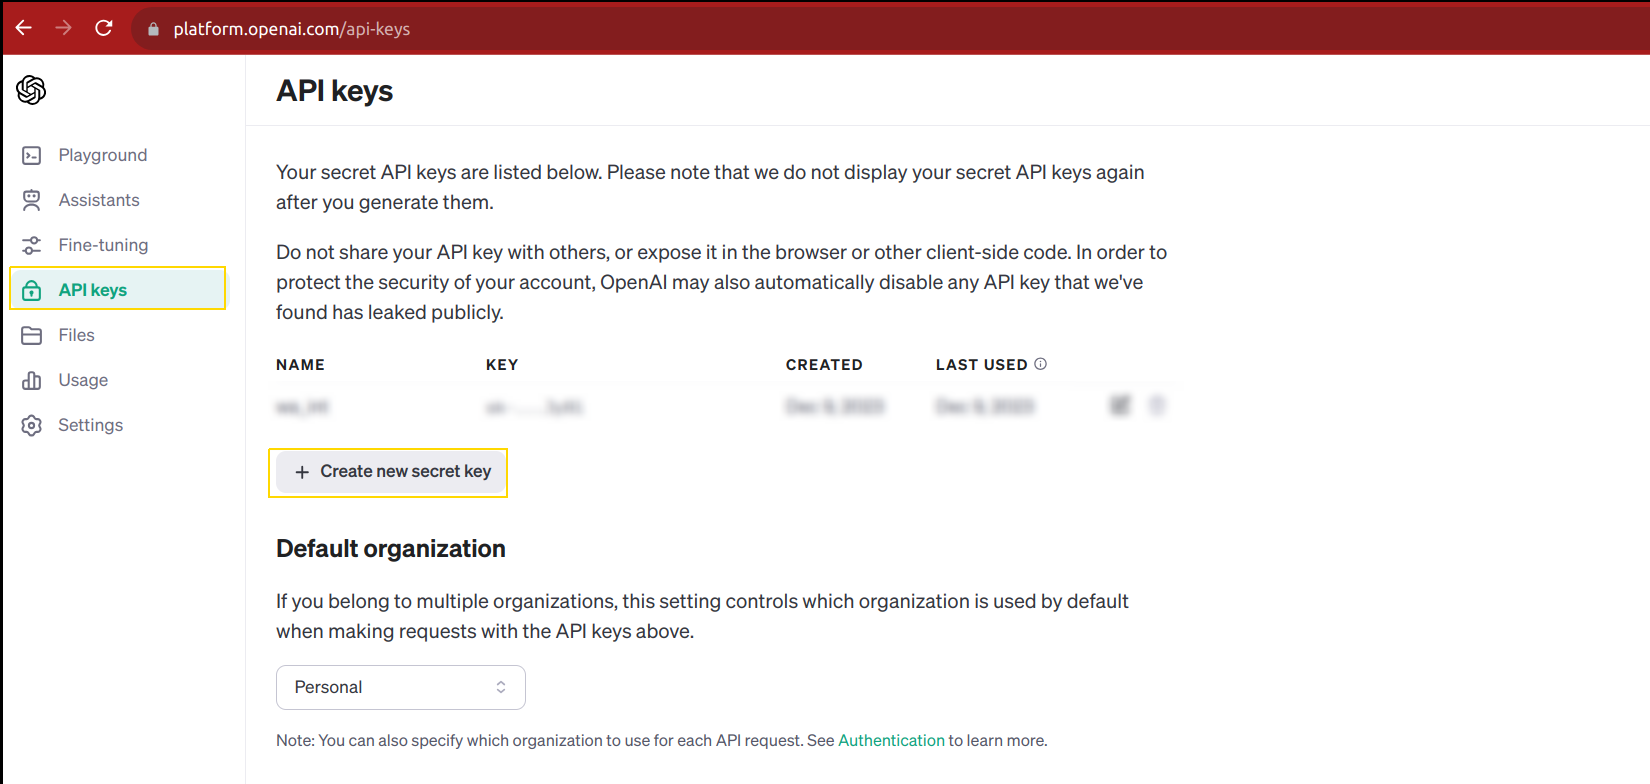 platform.openai.com/api-keys
API keys
Playground
Assistants
Fine-tuning
API keys
Files
Usage
Settings
Your secret API keys are listed below. Please note that we do not display your secret API keys again
after you generate them.
Do not share your API key with others, or expose it in the browser or other client-side code. In order to
protect the security of your account, OpenAI may also automatically disable any API key that we've
found has leaked publicly.
NAME KEY CREATED LAST USED
+ Create new secret key
Default organization
If you belong to multiple organizations, this setting controls which organization is used by default
when making requests with the API keys above.
Personal
Note: You can also specify which organization to use for each API request. See Authentication to learn more.